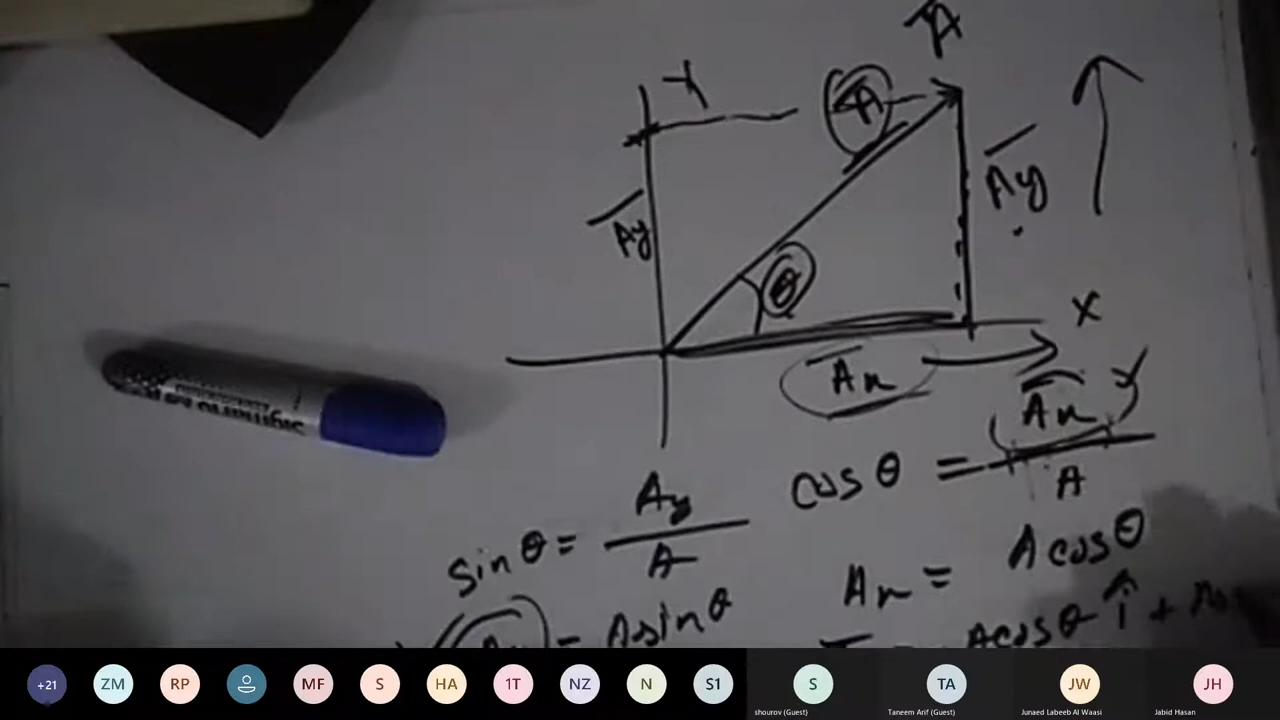 A
Y
A
Ay
Ay
θ
X
Ax
cos θ = Ax / A
sin θ = Ay / A
Ax = A cos θ
= A sin θ
A cos θ î +
+21
ZM
RP
MF
S
HA
1T
NZ
N
S1
S
TA
JW
JH
shourov (Guest)
Taneem Arif (Guest)
Junaed Labeeb Al Waasi
Jabid Hasan